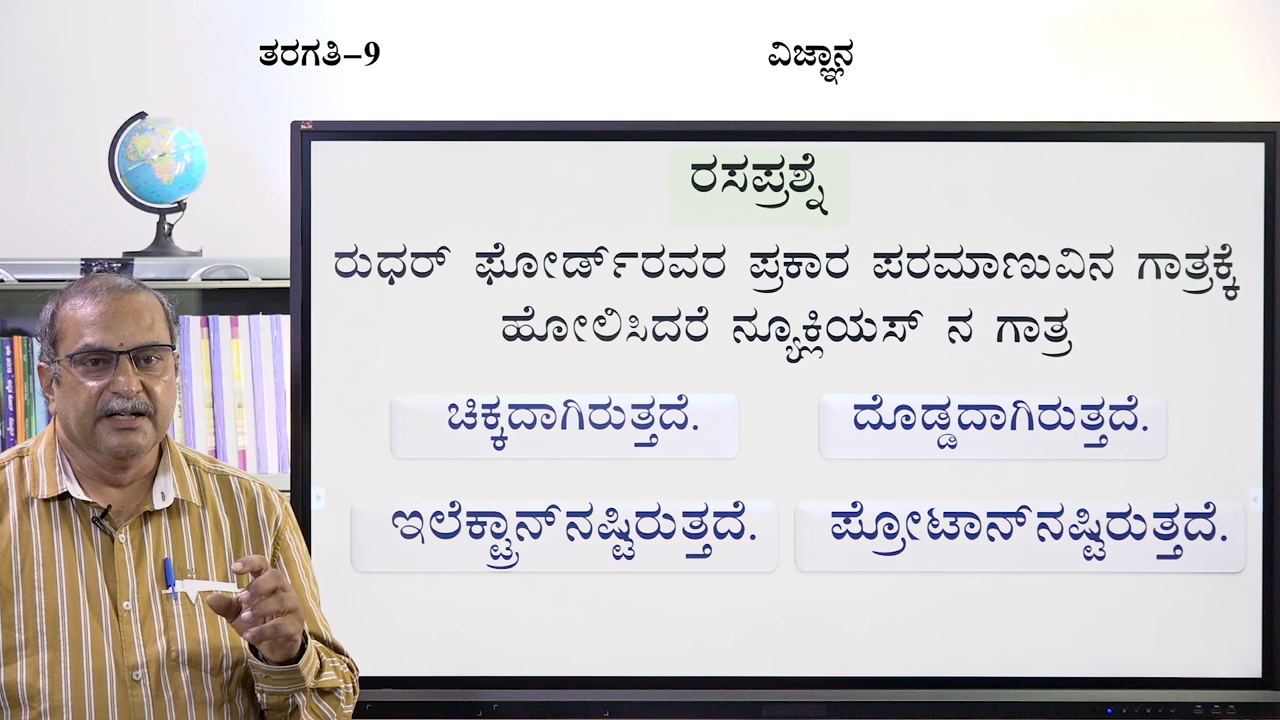 ತರಗತಿ-9
ವಿಜ್ಞಾನ
ರಸಪ್ರಶ್ನೆ
ರುಧರ್ ಫೋರ್ಡ್‌ರವರ ಪ್ರಕಾರ ಪರಮಾಣುವಿನ ಗಾತ್ರಕ್ಕೆ
ಹೋಲಿಸಿದರೆ ನ್ಯೂಕ್ಲಿಯಸ್ ನ ಗಾತ್ರ
ಚಿಕ್ಕದಾಗಿರುತ್ತದೆ.
ದೊಡ್ಡದಾಗಿರುತ್ತದೆ.
ಇಲೆಕ್ಟ್ರಾನ್‌ನಷ್ಟಿರುತ್ತದೆ.
ಪ್ರೋಟಾನ್‌ನಷ್ಟಿರುತ್ತದೆ.